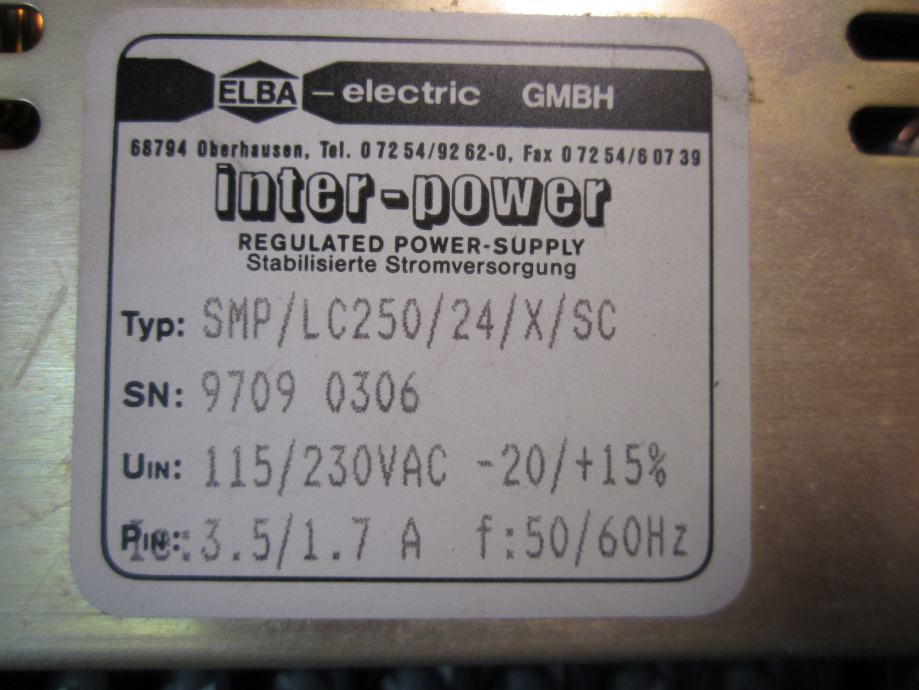 ELBA – electric GMBH
68794 Oberhausen, Tel. 0 72 54/92 62-0, Fax 0 72 54/6 07 39
inter-power
REGULATED POWER-SUPPLY
Stabilisierte Stromversorgung
Typ: SMP/LC250/24/X/SC
SN: 9709 0306
UIN: 115/230VAC -20/+15%
PIN: 3.5/1.7 A f:50/60Hz